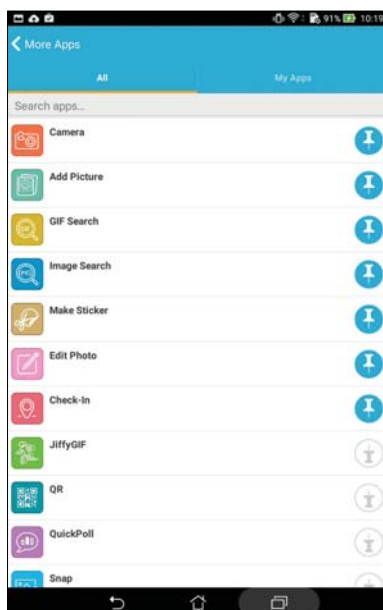 91% 10:19
More Apps
All My Apps
Search apps...
Camera
Add Picture
GIF Search
Image Search
Make Sticker
Edit Photo
Check-In
JiffyGIF
QR
QuickPoll
Snap